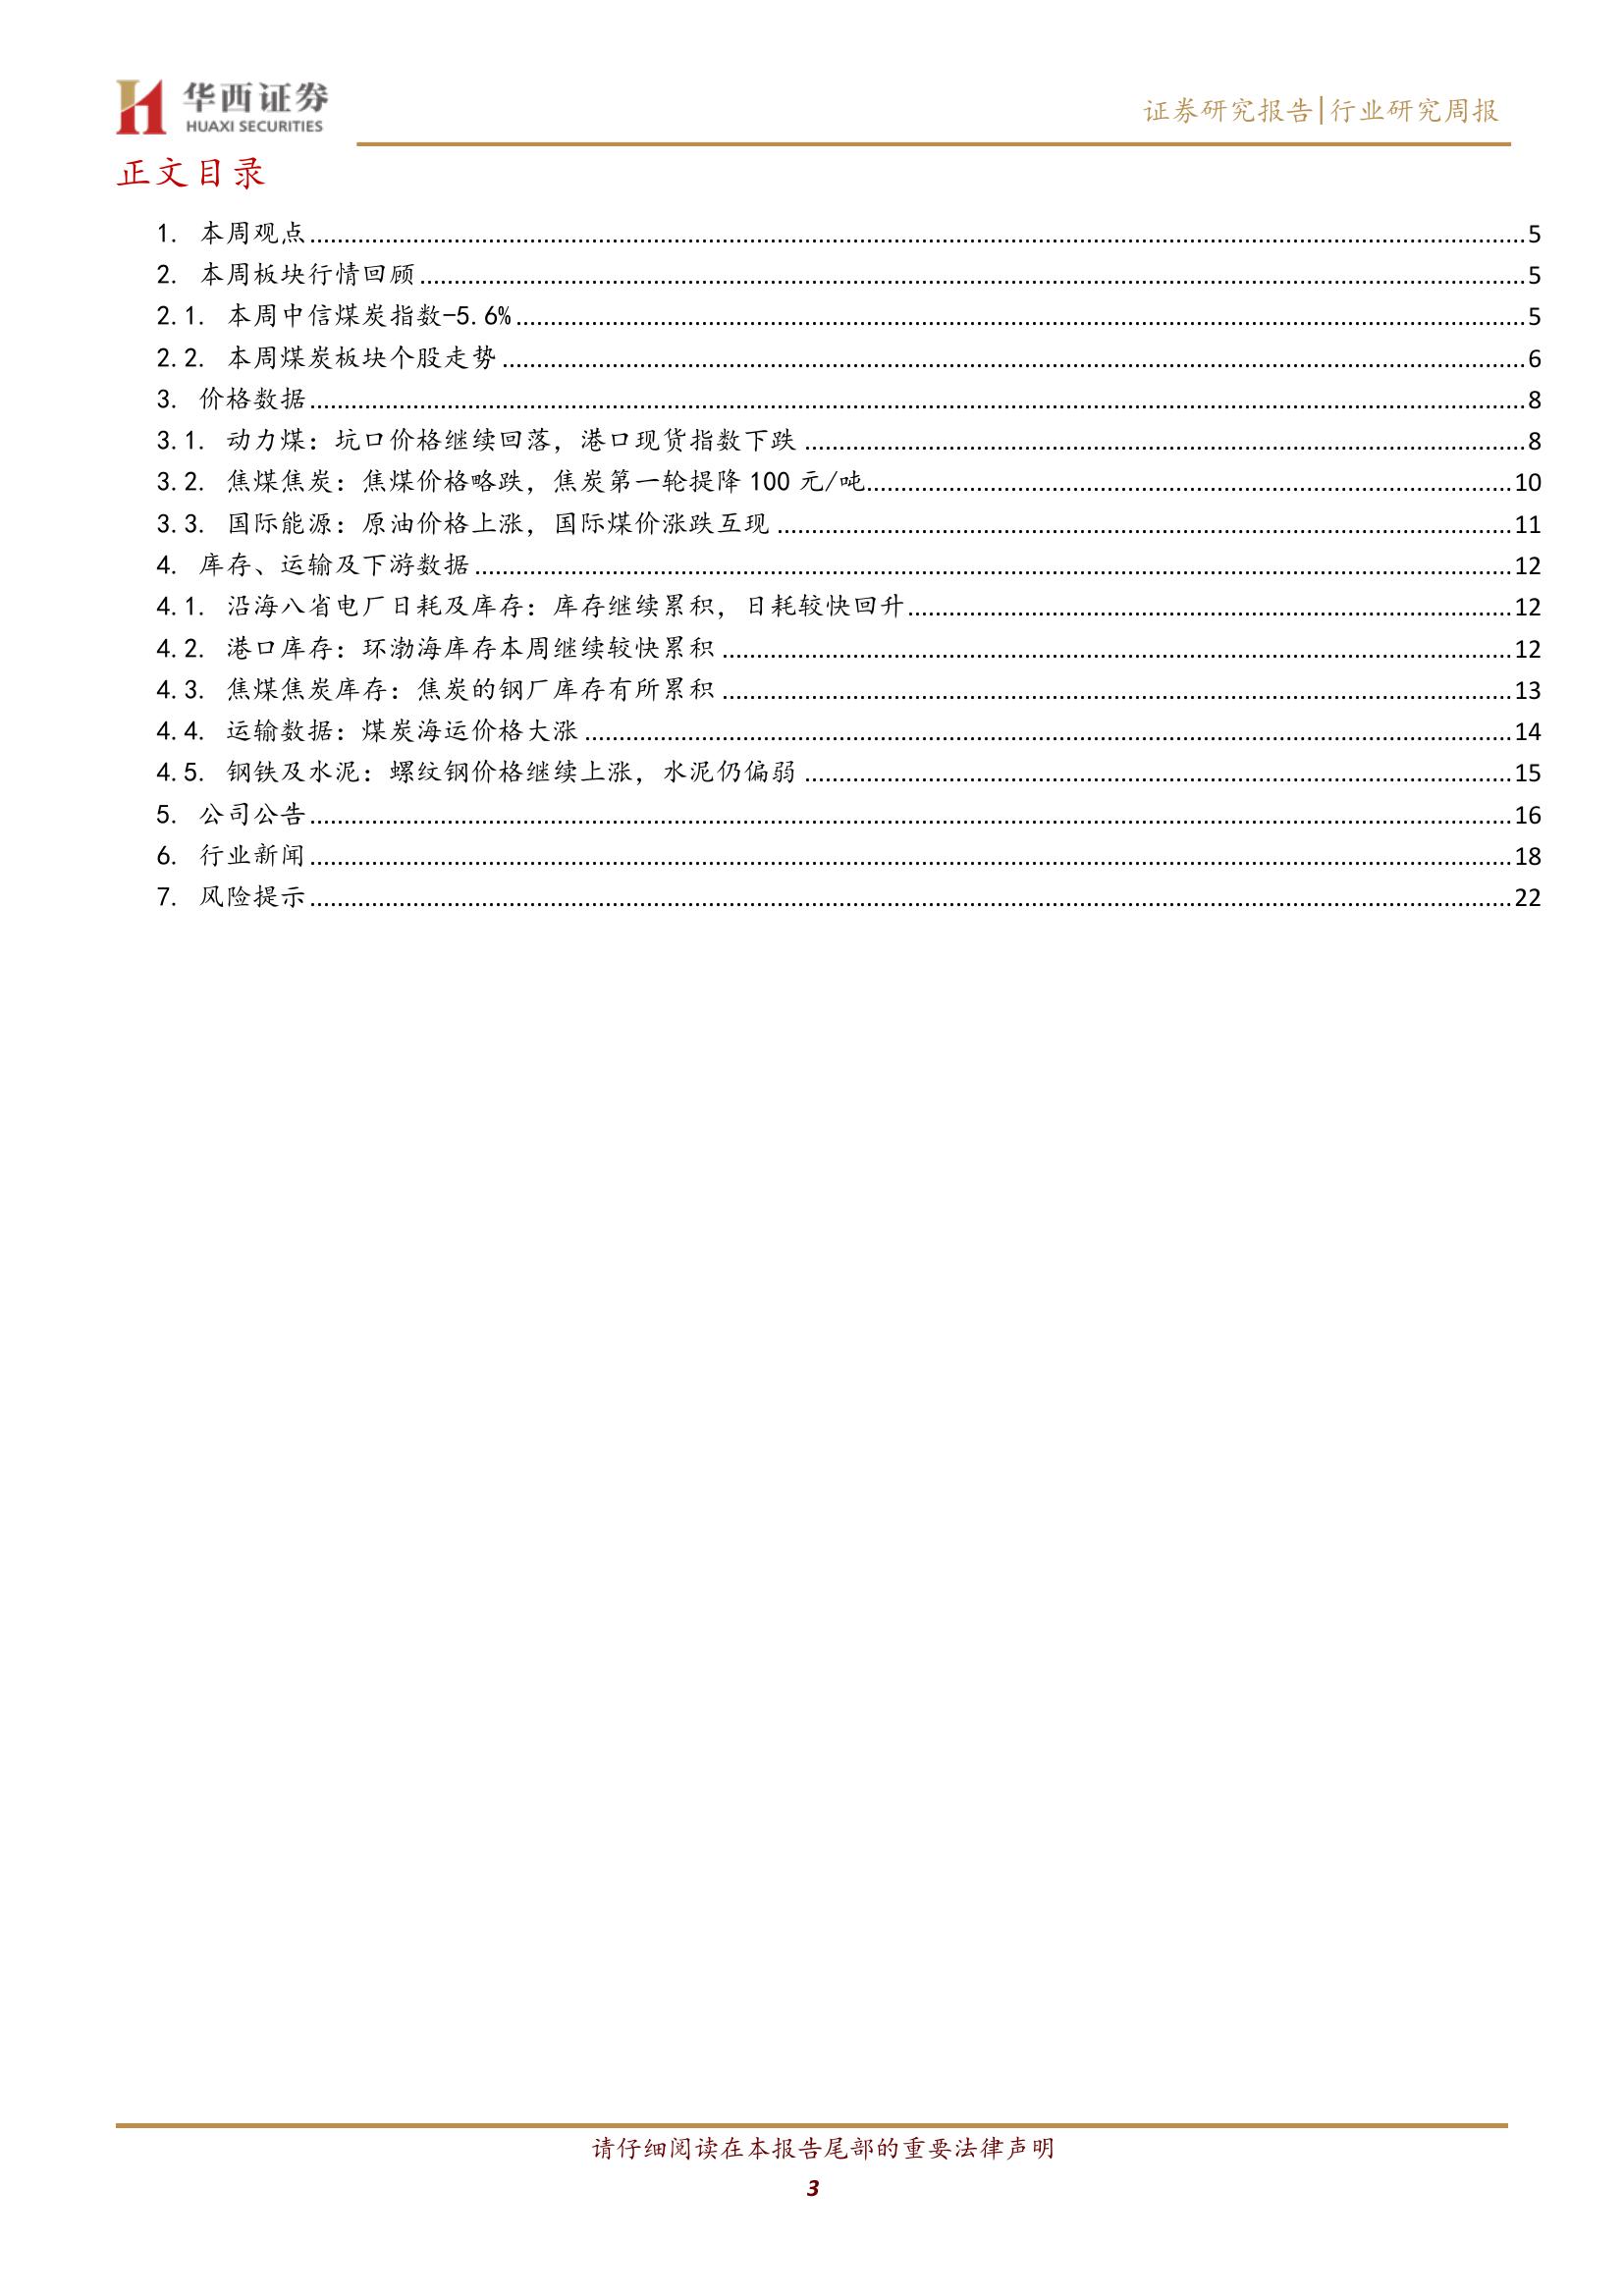 华西证券
HUAXI SECURITIES
证券研究报告|行业研究周报
正文目录
1. 本周观点 5
2. 本周板块行情回顾 5
2.1. 本周中信煤炭指数-5.6% 5
2.2. 本周煤炭板块个股走势 6
3. 价格数据 8
3.1. 动力煤：坑口价格继续回落，港口现货指数下跌 8
3.2. 焦煤焦炭：焦煤价格略跌，焦炭第一轮提降 100 元/吨 10
3.3. 国际能源：原油价格上涨，国际煤价涨跌互现 11
4. 库存、运输及下游数据 12
4.1. 沿海八省电厂日耗及库存：库存继续累积，日耗较快回升 12
4.2. 港口库存：环渤海库存本周继续较快累积 12
4.3. 焦煤焦炭库存：焦炭的钢厂库存有所累积 13
4.4. 运输数据：煤炭海运价格大涨 14
4.5. 钢铁及水泥：螺纹钢价格继续上涨，水泥仍偏弱 15
5. 公司公告 16
6. 行业新闻 18
7. 风险提示 22
请仔细阅读在本报告尾部的重要法律声明
3